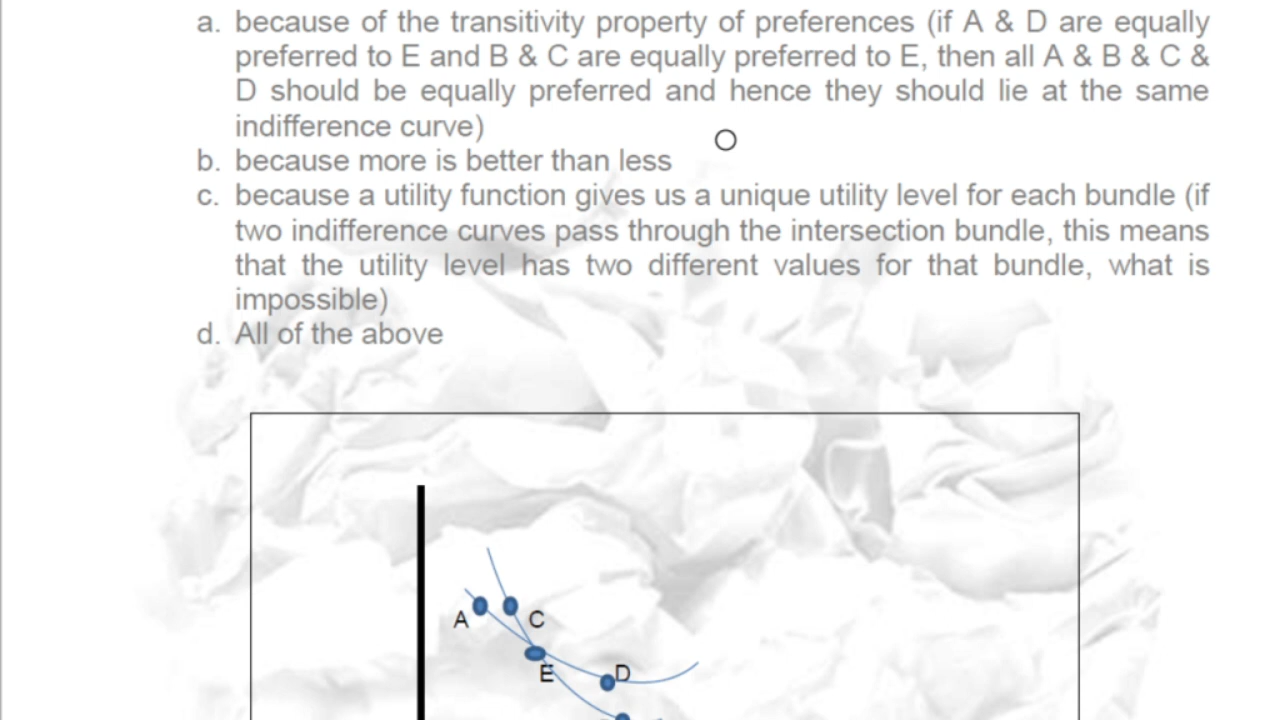 a. because of the transitivity property of preferences (if A & D are equally
preferred to E and B & C are equally preferred to E, then all A & B & C &
D should be equally preferred and hence they should lie at the same
indifference curve)
b. because more is better than less
c. because a utility function gives us a unique utility level for each bundle (if
two indifference curves pass through the intersection bundle, this means
that the utility level has two different values for that bundle, what is
impossible)
d. All of the above
A
C
E
D